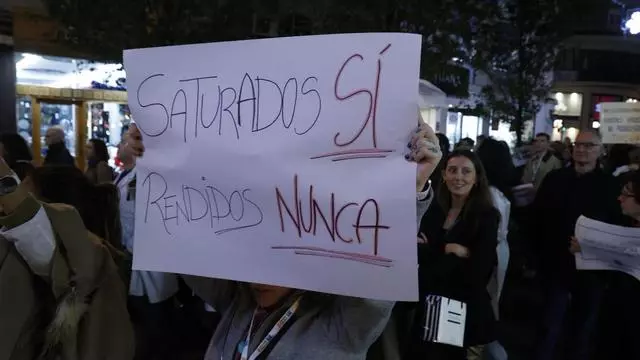 SATURADOS SÍ
RENDIDOS NUNCA